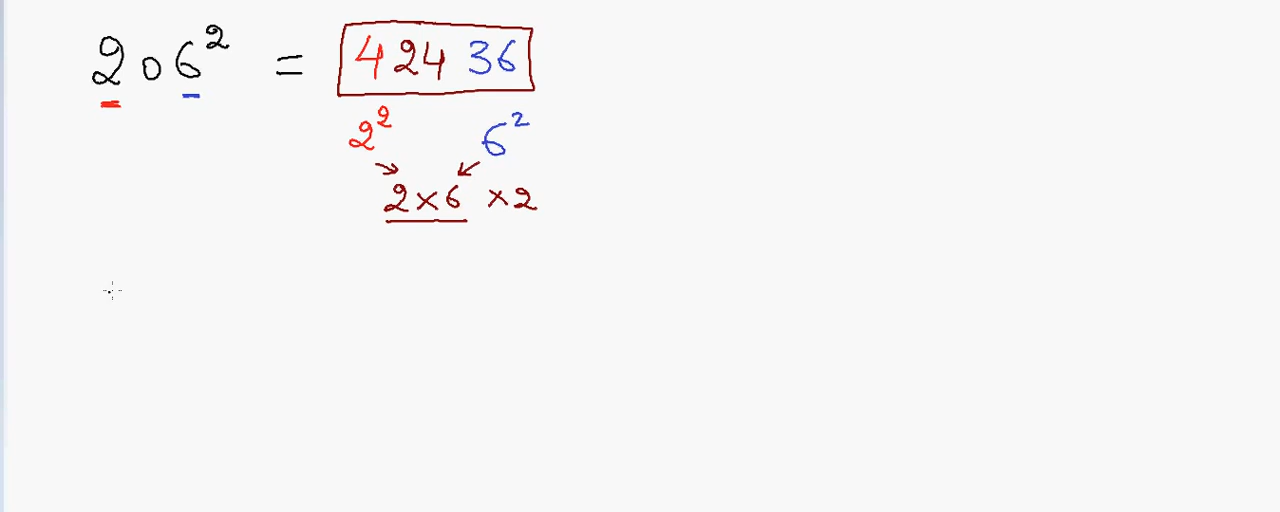 206² = 42436
2² 6²
2×6 ×2